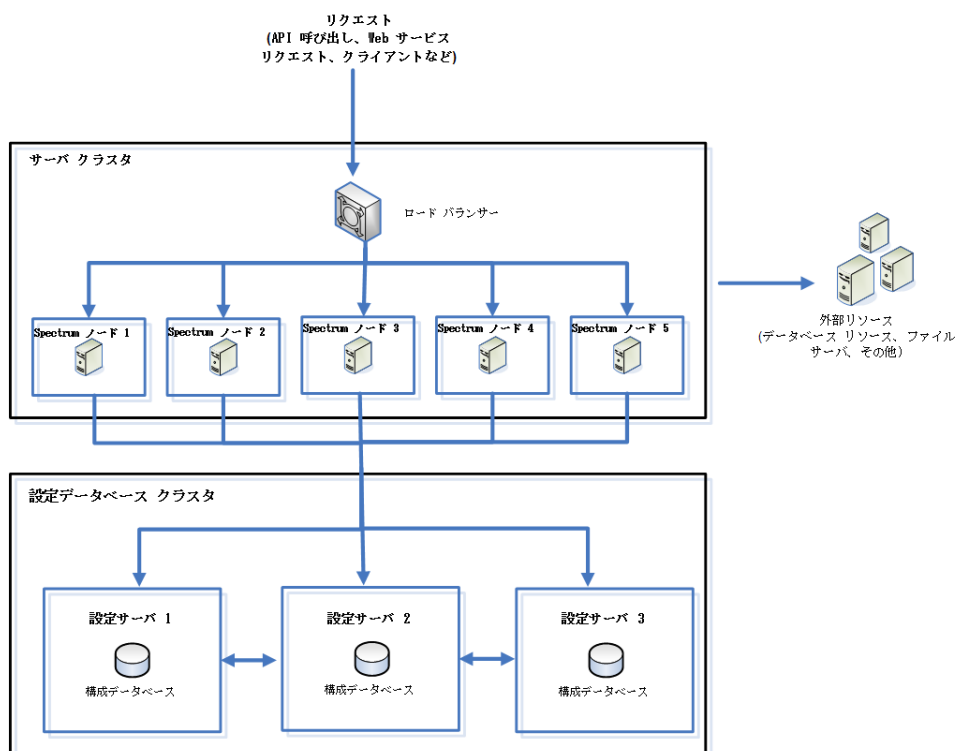 リクエスト
(API 呼び出し、Web サービス
リクエスト、クライアントなど)
サーバ クラスタ
ロード バランサー
Spectrum ノード 1
Spectrum ノード 2
Spectrum ノード 3
Spectrum ノード 4
Spectrum ノード 5
外部リソース
(データベース リソース、ファイル
サーバ、その他)
設定データベース クラスタ
設定サーバ 1
設定サーバ 2
設定サーバ 3
構成データベース
構成データベース
構成データベース